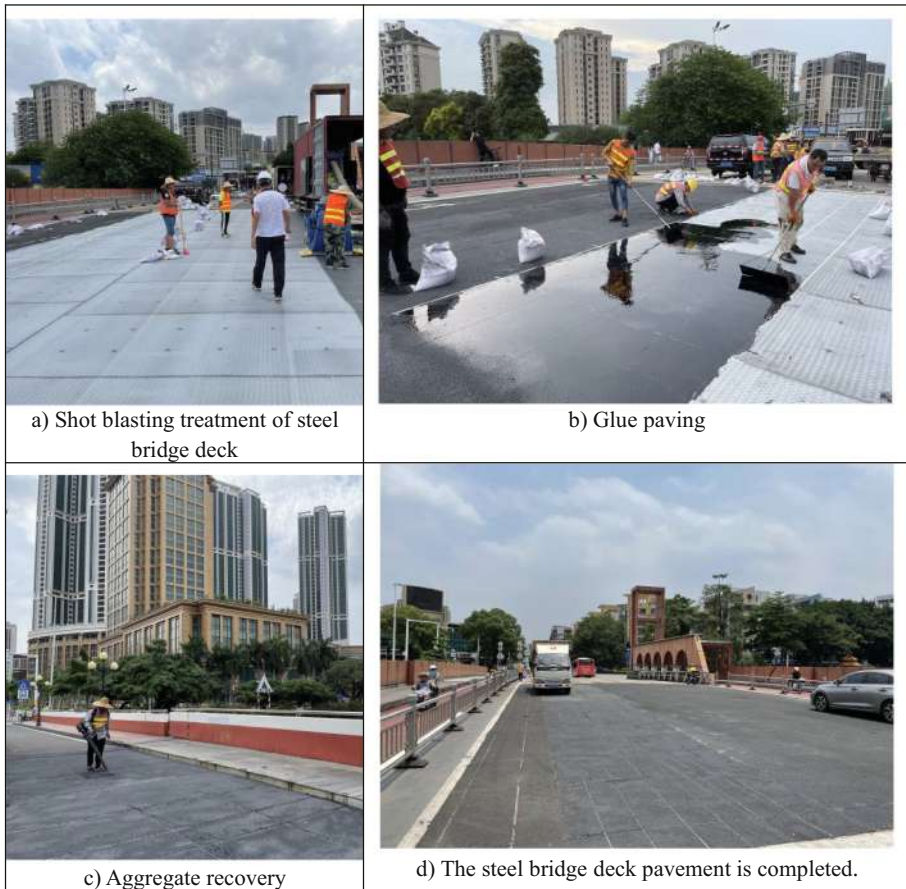 a) Shot blasting treatment of steel
bridge deck
b) Glue paving
c) Aggregate recovery
d) The steel bridge deck pavement is completed.